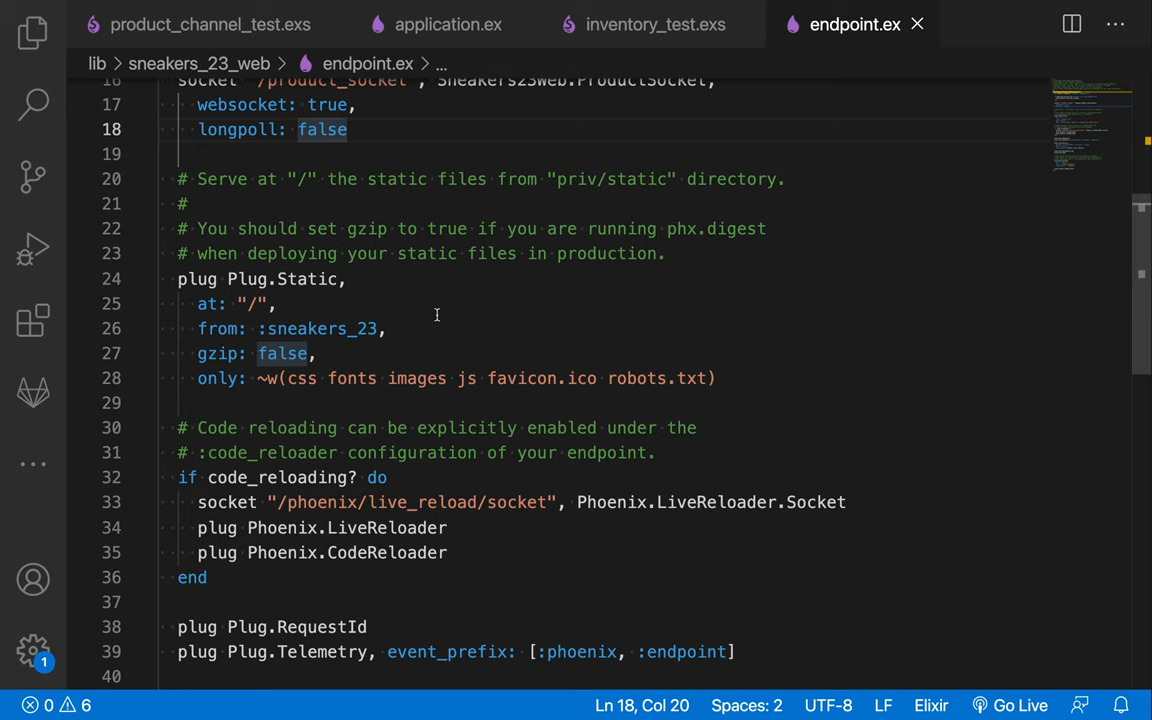 product_channel_test.exs application.ex inventory_test.exs endpoint.ex
lib > sneakers_23_web > endpoint.ex > ...
16 socket "/product_socket", Sneakers23Web.ProductSocket,
17 websocket: true,
18 longpoll: false
19
20 # Serve at "/" the static files from "priv/static" directory.
21 #
22 # You should set gzip to true if you are running phx.digest
23 # when deploying your static files in production.
24 plug Plug.Static,
25 at: "/",
26 from: :sneakers_23,
27 gzip: false,
28 only: ~w(css fonts images js favicon.ico robots.txt)
29
30 # Code reloading can be explicitly enabled under the
31 # :code_reloader configuration of your endpoint.
32 if code_reloading? do
33 socket "/phoenix/live_reload/socket", Phoenix.LiveReloader.Socket
34 plug Phoenix.LiveReloader
35 plug Phoenix.CodeReloader
36 end
37
38 plug Plug.RequestId
39 plug Plug.Telemetry, event_prefix: [:phoenix, :endpoint]
40
1
0 6 Ln 18, Col 20 Spaces: 2 UTF-8 LF Elixir Go Live